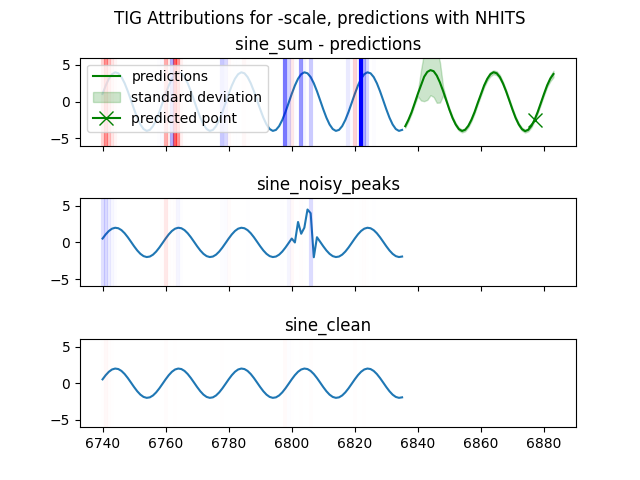 TIG Attributions for -scale, predictions with NHITS
sine_sum - predictions
5
0
−5
predictions
standard deviation
predicted point
sine_noisy_peaks
5
0
−5
sine_clean
5
0
−5
6740 6760 6780 6800 6820 6840 6860 6880